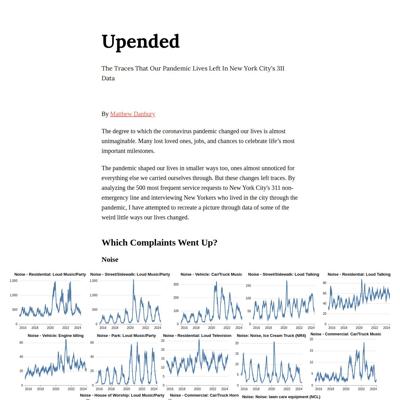 Upended
The Traces That Our Pandemic Lives Left In New York City's 311
Data
By Matthew Danbury
The degree to which the coronavirus pandemic changed our lives is almost
unimaginable. Many lost loved ones, jobs, and chances to celebrate life's most
important milestones.
The pandemic shaped our lives in smaller ways too, ones almost unnoticed for
everything else we carried ourselves through. But these changes left traces. By
analyzing the 500 most frequent service requests to New York City's 311 non-
emergency line and interviewing New Yorkers who lived in the city through the
pandemic, I have attempted to recreate a picture through data of some of the
weird little ways our lives changed.
Which Complaints Went Up?
Noise
Noise - Residential: Loud Music/Party
Noise - Street/Sidewalk: Loud Music/Party
Noise - Vehicle: Car/Truck Music
Noise - Street/Sidewalk: Loud Talking
Noise - Residential: Loud Talking
Noise - Vehicle: Engine Idling
Noise - Park: Loud Music/Party
Noise - Residential: Loud Television
Noise: Noise, Ice Cream Truck (NR4)
Noise - Commercial: Car/Truck Music
Noise - House of Worship: Loud Music/Party
Noise - Commercial: Car/Truck Horn
Noise: Noise: lawn care equipment (NCL)